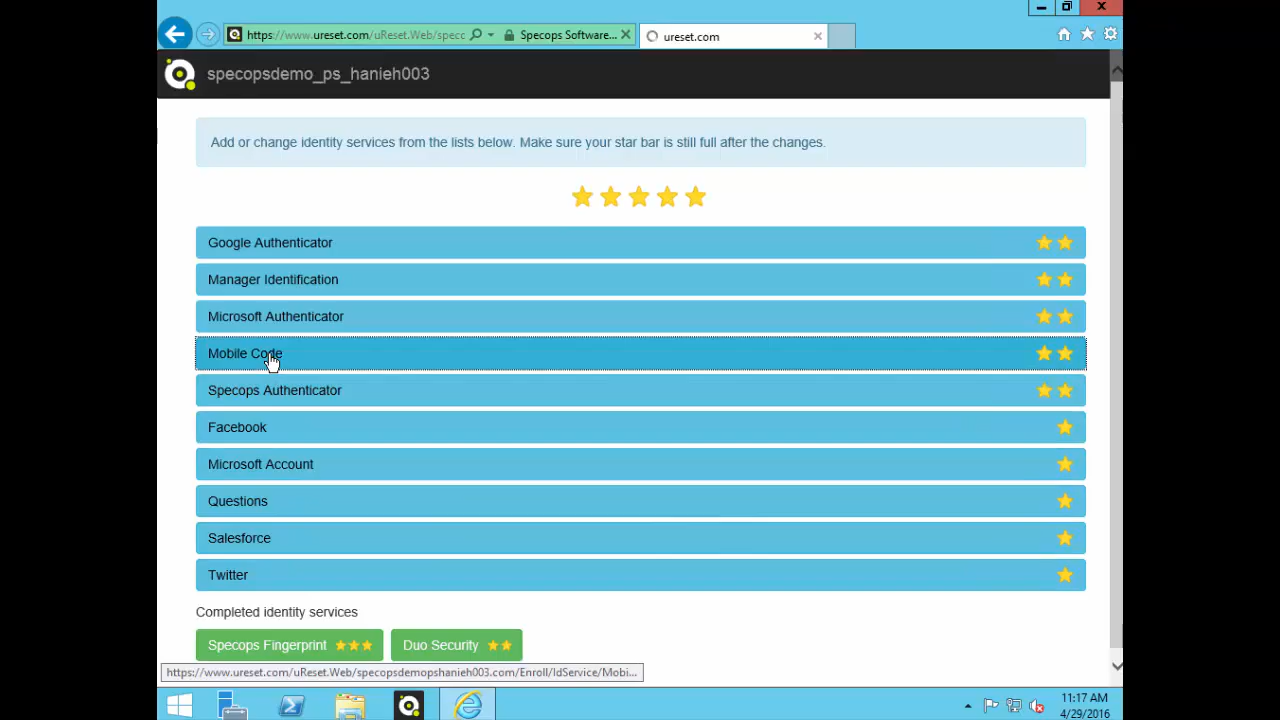 https://www.ureset.com/uReset.Web/specc
Specops Software...
ureset.com
specopsdemo_ps_hanieh003
Add or change identity services from the lists below. Make sure your star bar is still full after the changes.
Google Authenticator
Manager Identification
Microsoft Authenticator
Mobile Code
Specops Authenticator
Facebook
Microsoft Account
Questions
Salesforce
Twitter
Completed identity services
Specops Fingerprint
Duo Security
https://www.ureset.com/uReset.Web/specopsdemopshanieh003.com/Enroll/IdService/Mobi...
11:17 AM
4/29/2016